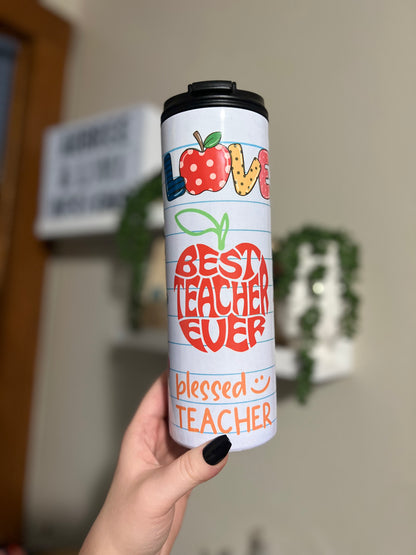 LOVE
BEST
TEACHER
EVER
blessed
TEACHER